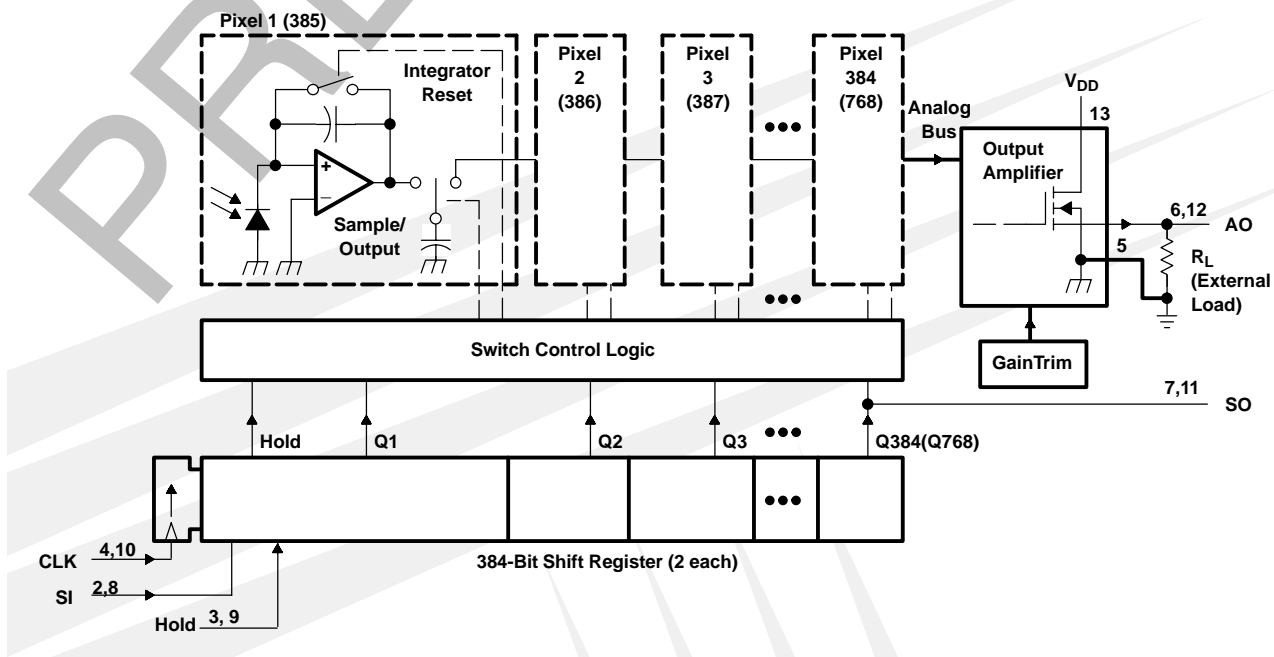 Pixel 1 (385)
Integrator
Reset
+
−
Sample/
Output
Pixel
2
(386)
Pixel
3
(387)
Pixel
384
(768)
Analog
Bus
VDD
13
Output
Amplifier
6,12
AO
5
RL
(External
Load)
GainTrim
Switch Control Logic
7,11
SO
Hold
Q1
Q2
Q3
Q384(Q768)
CLK
4,10
384-Bit Shift Register (2 each)
SI
2,8
Hold
3, 9